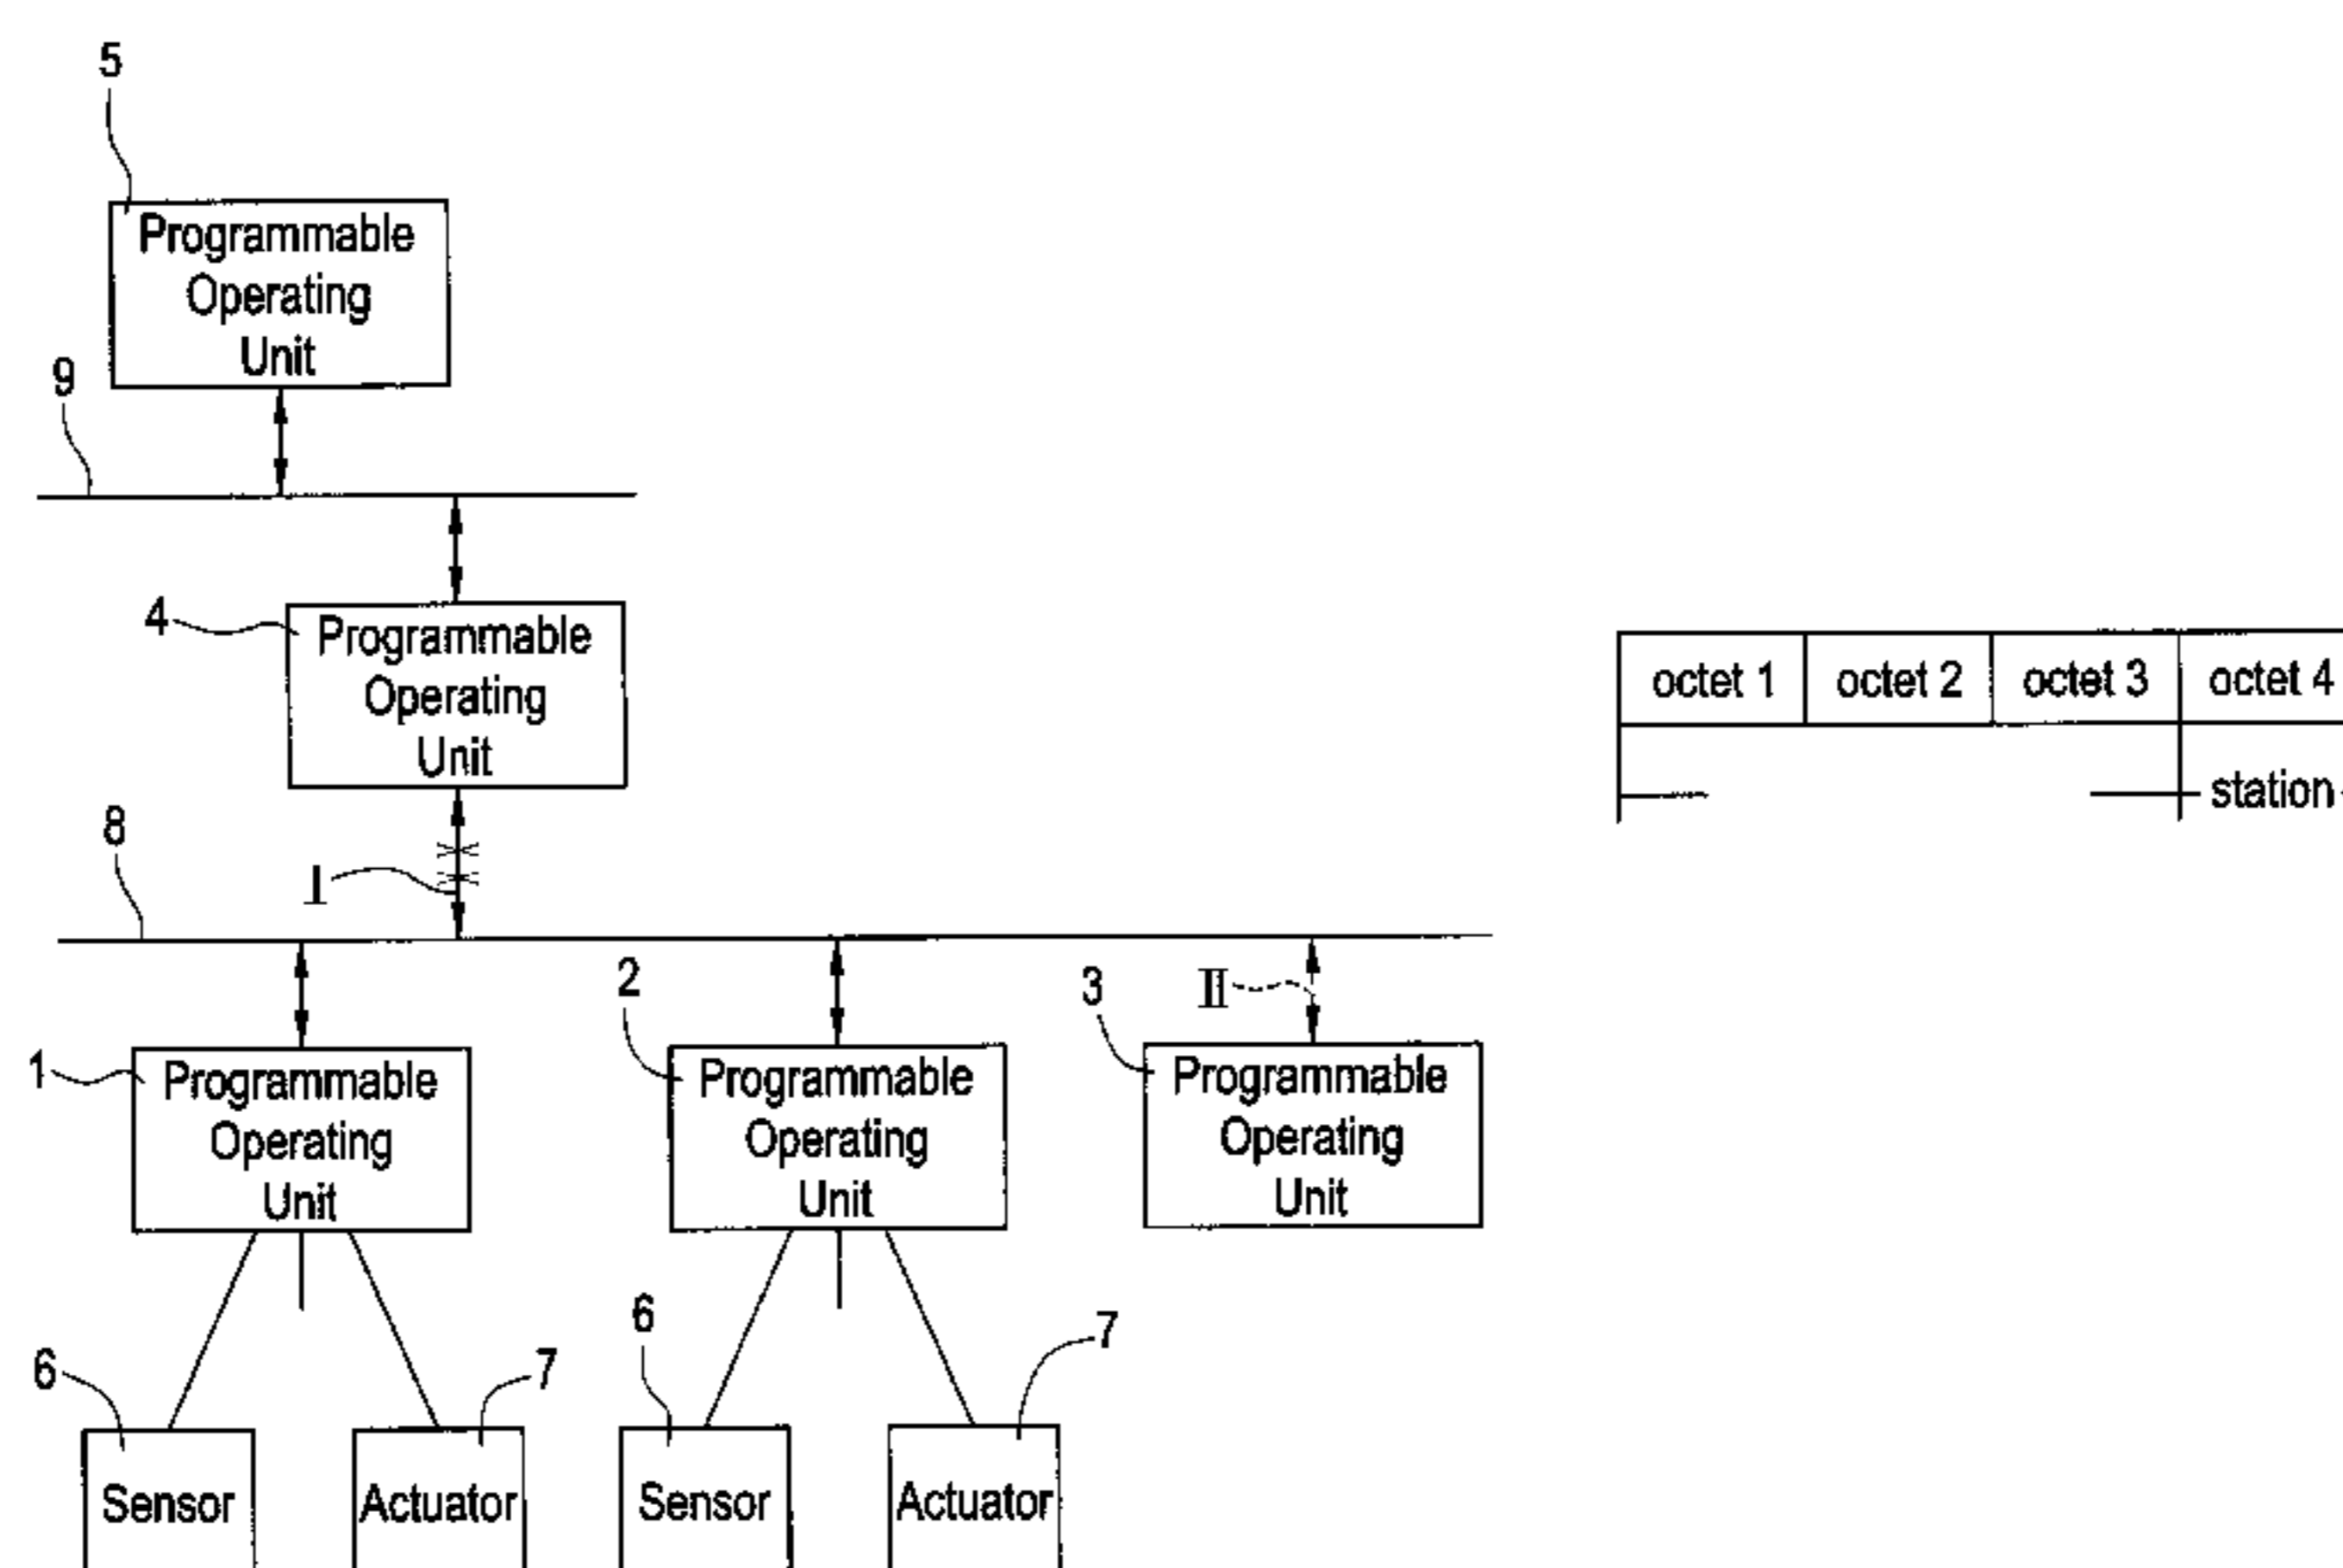 5
Programmable
Operating
Unit
9
4
Programmable
Operating
Unit
octet 1 octet 2 octet 3 octet 4
station
8
I
2
3
II
1
Programmable
Operating
Unit
Programmable
Operating
Unit
Programmable
Operating
Unit
6
7
6
7
Sensor
Actuator
Sensor
Actuator